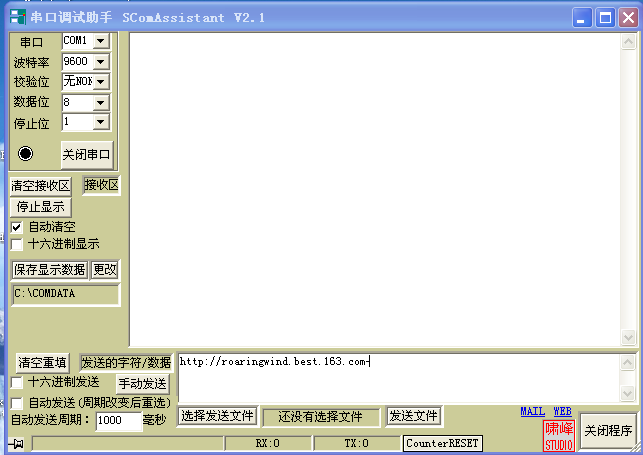 串口调试助手 SComAssistant V2.1
串口 COM1
波特率 9600
校验位 无NON
数据位 8
停止位 1
关闭串口
清空接收区 接收区
停止显示
自动清空
十六进制显示
保存显示数据 更改
C:\COMDATA
清空重填 发送的字符/数据 http://roaringwind.best.163.com-
十六进制发送 手动发送
自动发送(周期改变后重选)
自动发送周期： 1000 毫秒
选择发送文件 还没有选择文件 发送文件
MAIL WEB
啸峰
STUDIO
关闭程序
RX:0 TX:0 CounterRESET